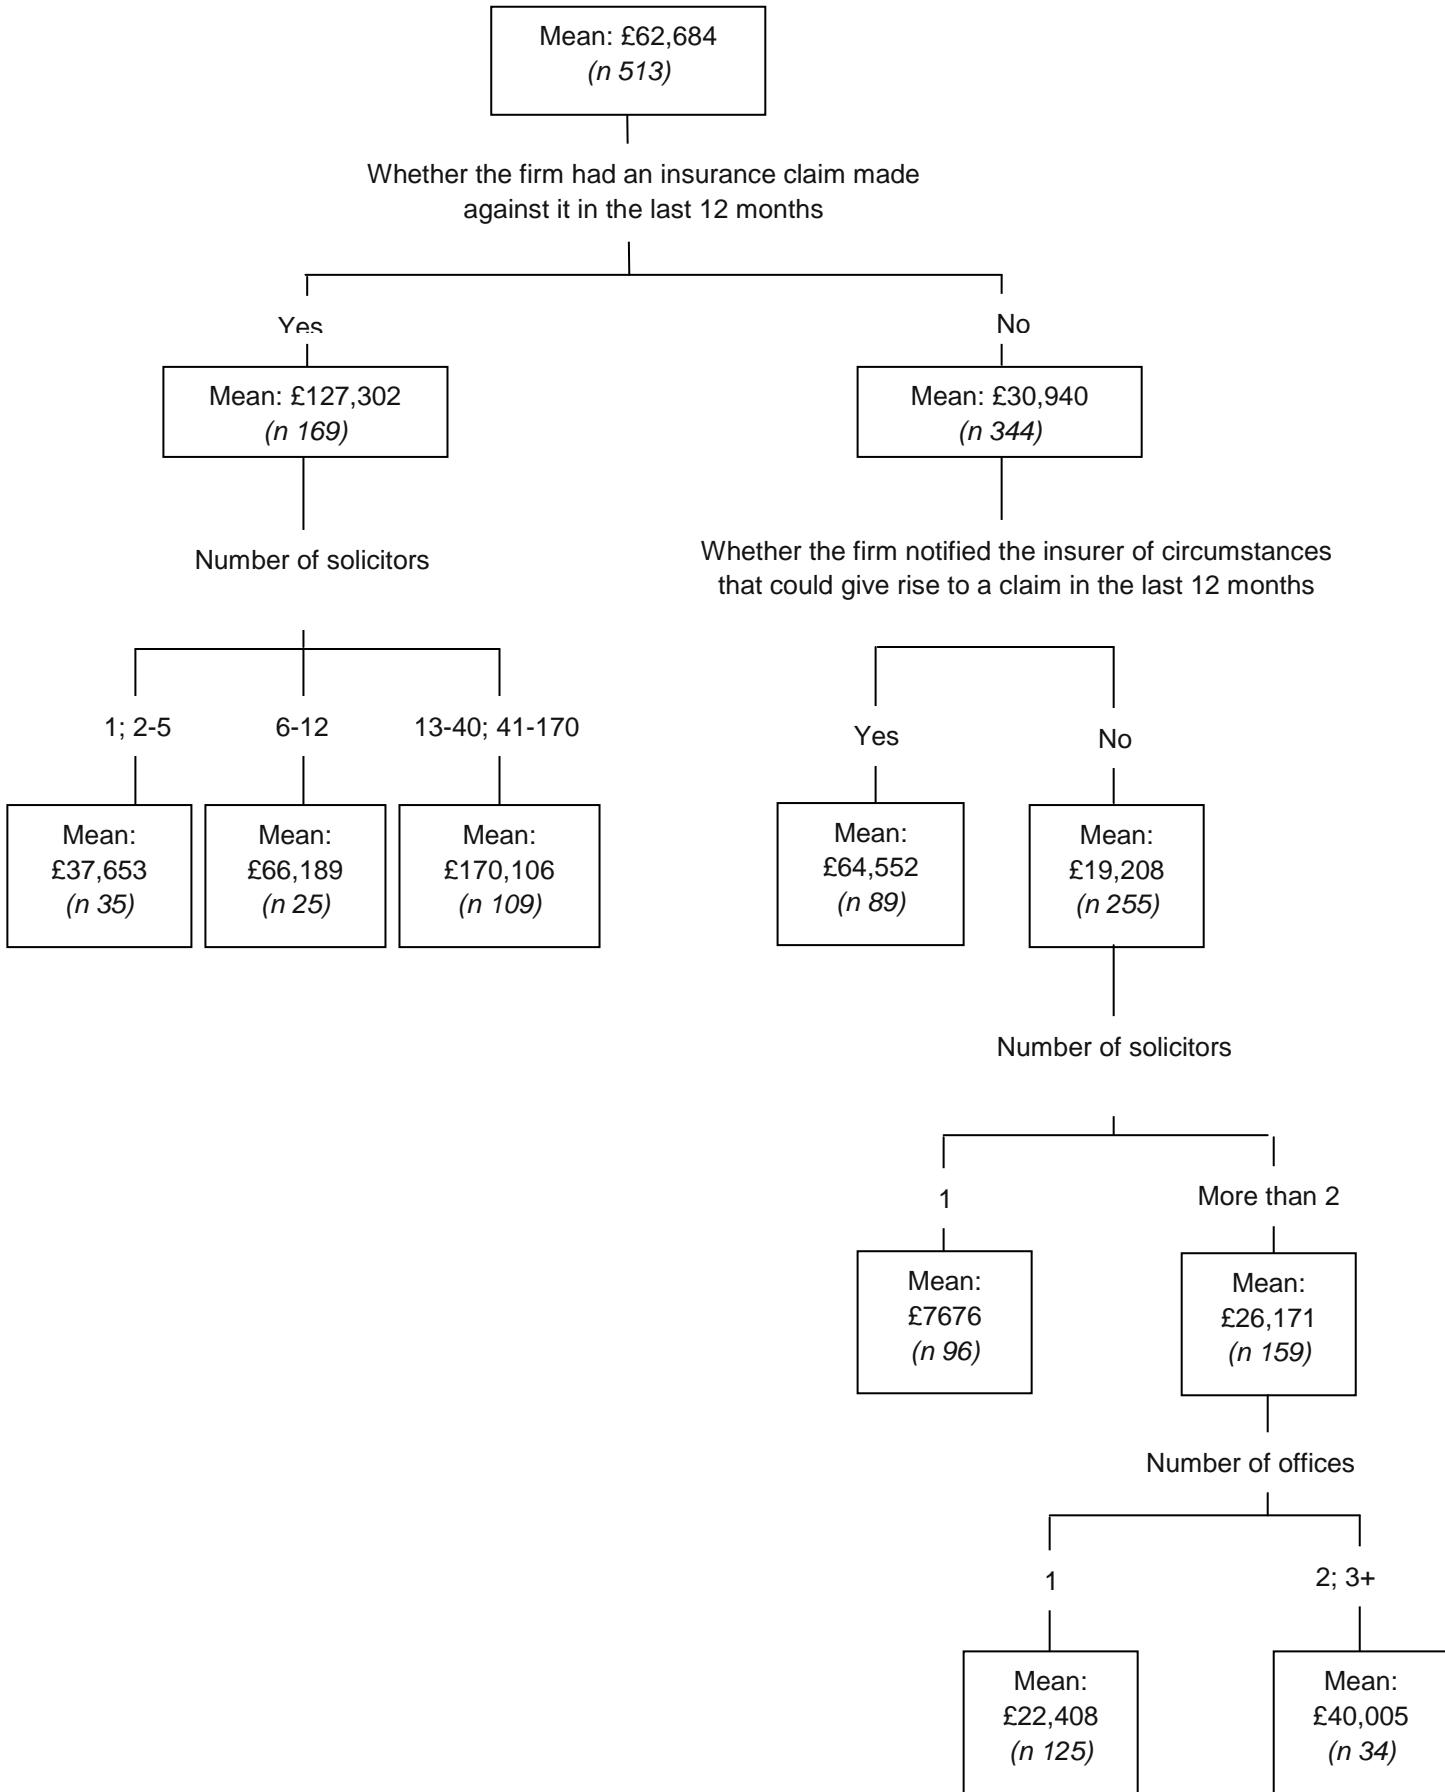 Mean: £62,684
(n 513)
Whether the firm had an insurance claim made
against it in the last 12 months
Yes
No
Mean: £127,302
(n 169)
Mean: £30,940
(n 344)
Number of solicitors
Whether the firm notified the insurer of circumstances
that could give rise to a claim in the last 12 months
1; 2-5
6-12
13-40; 41-170
Yes
No
Mean:
£37,653
(n 35)
Mean:
£66,189
(n 25)
Mean:
£170,106
(n 109)
Mean:
£64,552
(n 89)
Mean:
£19,208
(n 255)
Number of solicitors
1
More than 2
Mean:
£7676
(n 96)
Mean:
£26,171
(n 159)
Number of offices
1
2; 3+
Mean:
£22,408
(n 125)
Mean:
£40,005
(n 34)